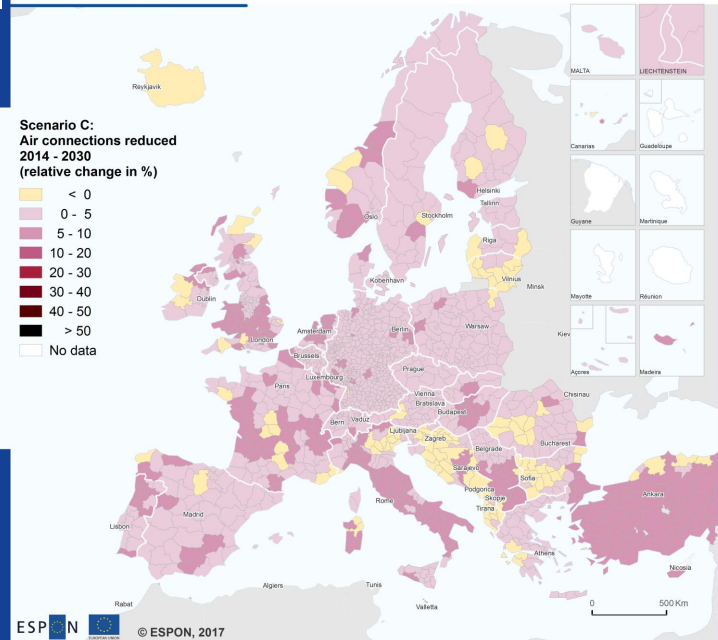 Scenario C:
Air connections reduced
2014 - 2030
(relative change in %)
< 0
0 - 5
5 - 10
10 - 20
20 - 30
30 - 40
40 - 50
> 50
No data
Reykjavik
Helsinki
Tallinn
Oslo
Stockholm
Riga
Dublin
København
Vilnius
Minsk
London
Amsterdam
Berlin
Warsaw
Kiev
Brussels
Luxembourg
Prague
Paris
Vienna
Bratislava
Chisinau
Bern
Vaduz
Budapest
Ljubljana
Zagreb
Belgrade
Bucharest
Sarajevo
Sofia
Podgorica
Skopje
Tirana
Rome
Madrid
Lisbon
Ankara
Athens
Nicosia
Algiers
Tunis
Valletta
Rabat
MALTA
LIECHTENSTEIN
Canarias
Guadeloupe
Guyane
Martinique
Mayotte
Réunion
Açores
Madeira
0 500 Km
ESPON
EUROPEAN UNION
© ESPON, 2017